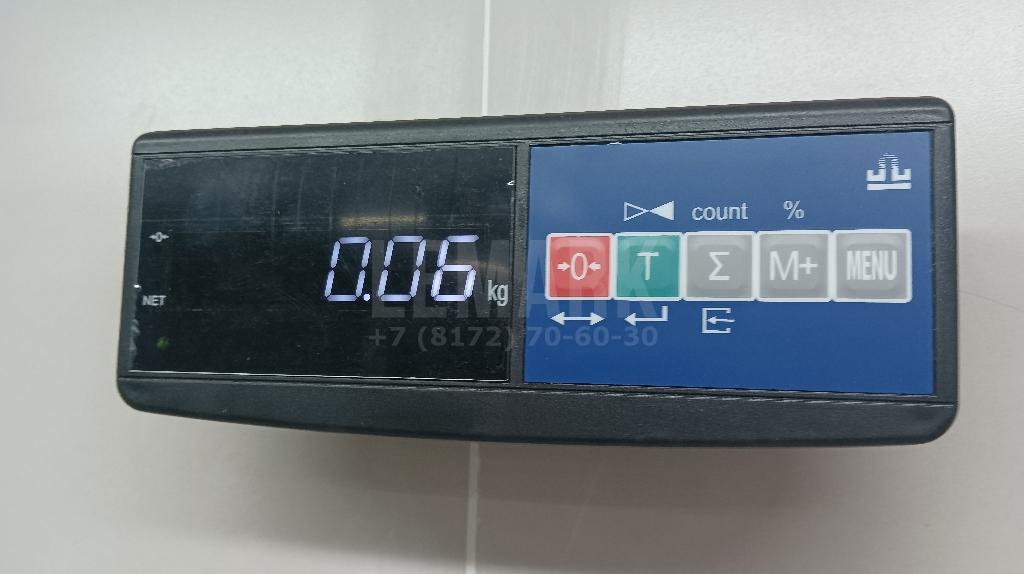 count %
→0←
NET
0.06 kg
→0← T Σ M+ MENU
LEMARK
+7 (8172) 70-60-30